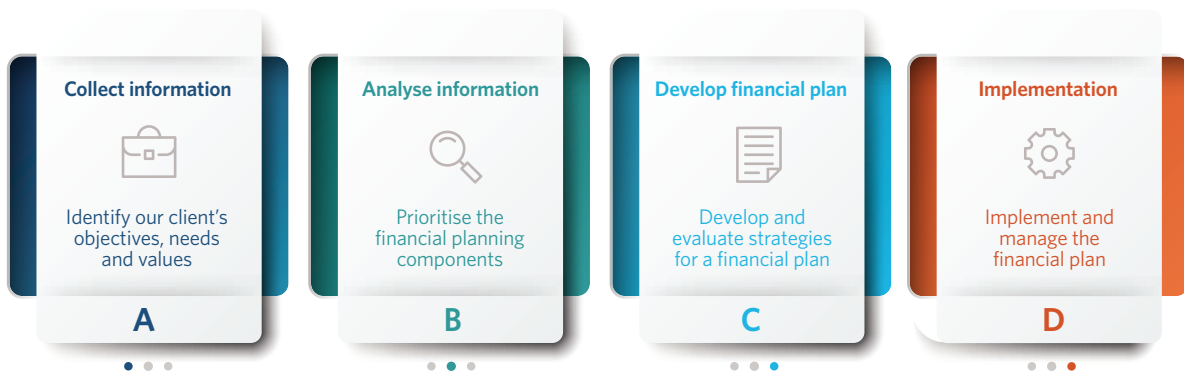 Collect information
Identify our client's
objectives, needs
and values
A
Analyse information
Prioritise the
financial planning
components
B
Develop financial plan
Develop and
evaluate strategies
for a financial plan
C
Implementation
Implement and
manage the
financial plan
D